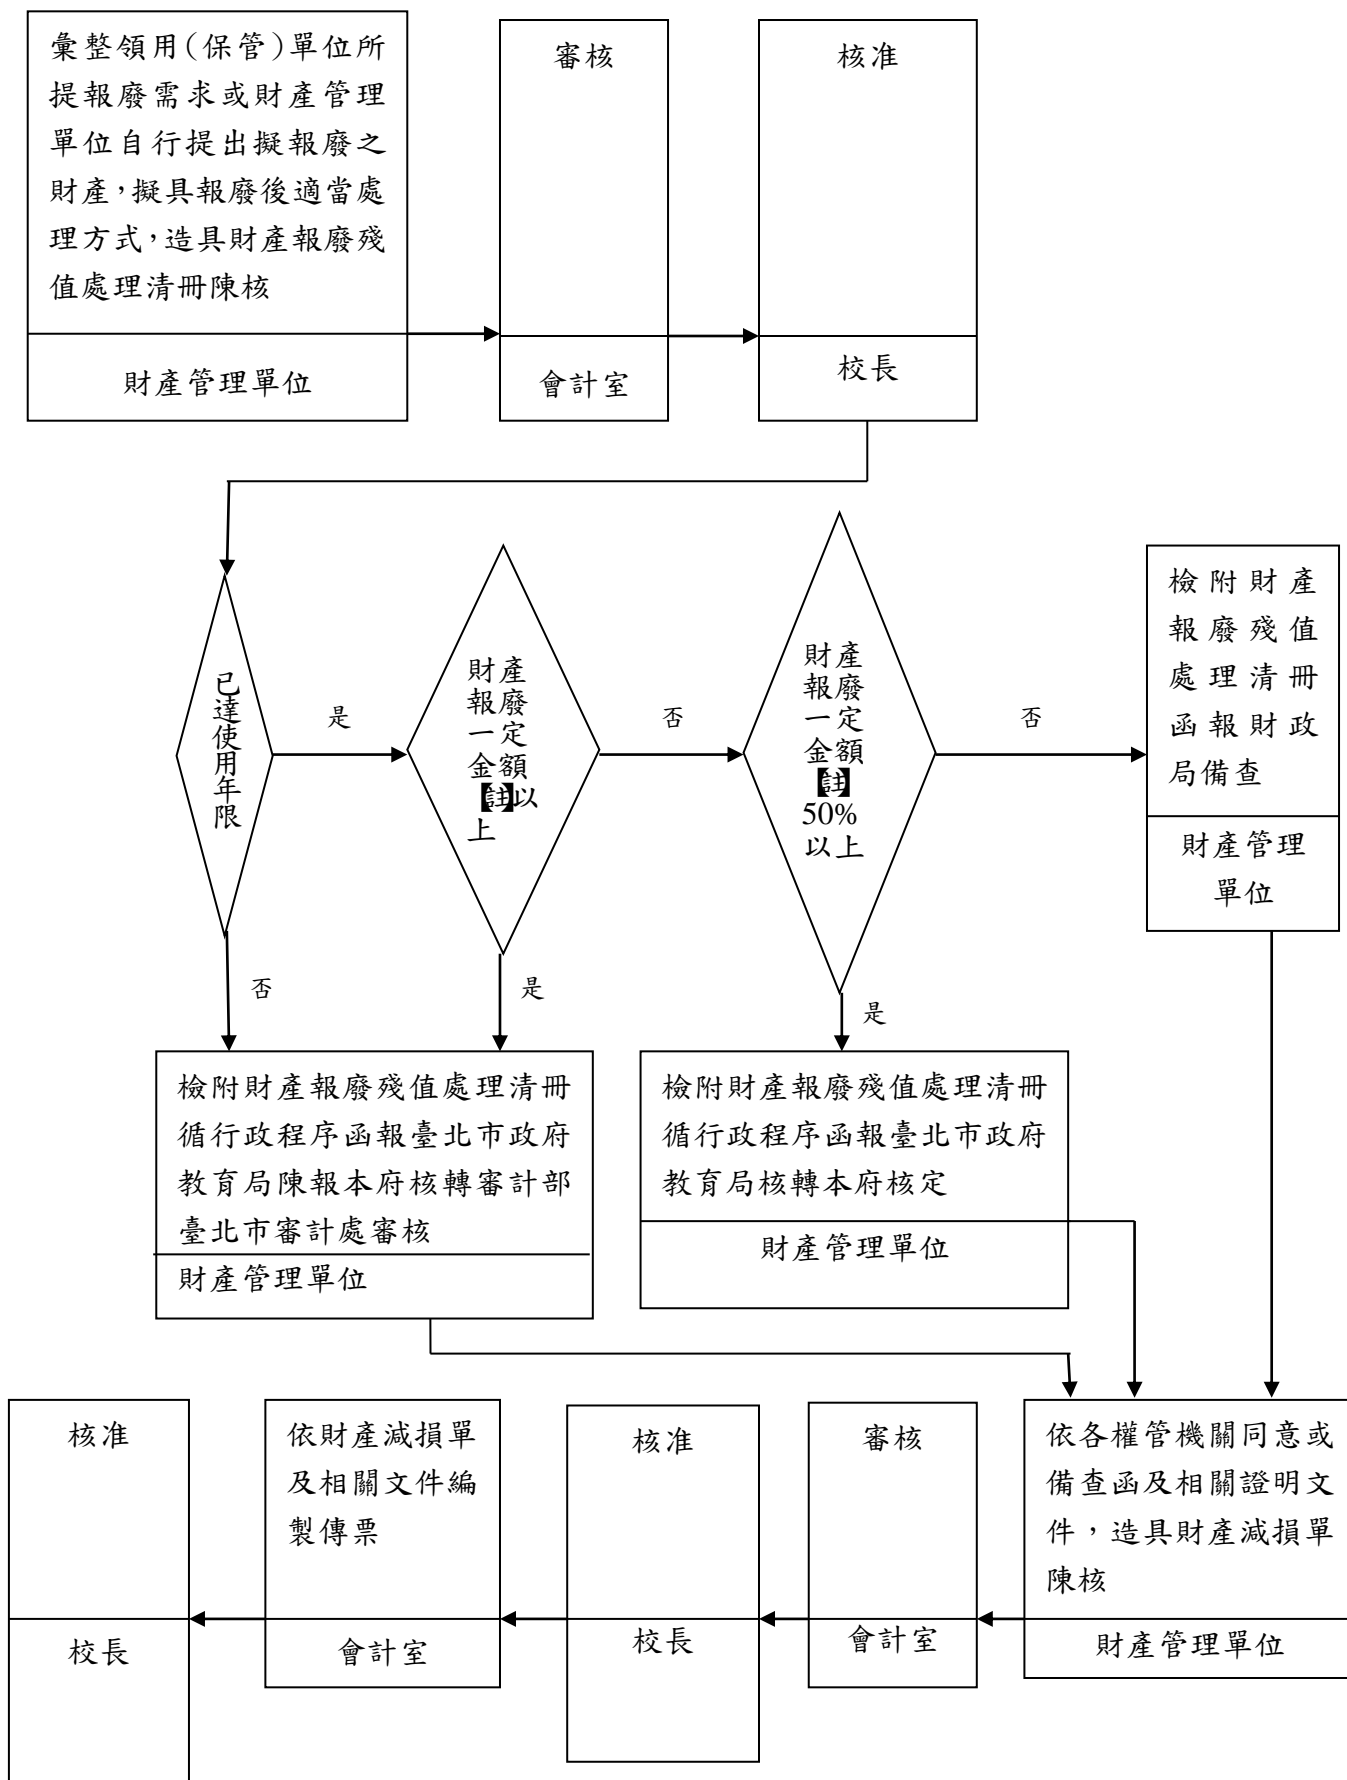 彙整領用(保管)單位所
提報廢需求或財產管理
單位自行提出擬報廢之
財產，擬具報廢後適當處
理方式，造具財產報廢殘
值處理清冊陳核
財產管理單位
審核
會計室
核准
校長
已達使用年限
是
否
財產
報廢
一定
金額
【註】以
上
否
是
財產
報廢
一定
金額
【註】
50%
以上
否
是
檢附財產
報廢殘值
處理清冊
函報財政
局備查
財產管理
單位
檢附財產報廢殘值處理清冊
循行政程序函報臺北市政府
教育局陳報本府核轉審計部
臺北市審計處審核
財產管理單位
檢附財產報廢殘值處理清冊
循行政程序函報臺北市政府
教育局核轉本府核定
財產管理單位
依各權管機關同意或
備查函及相關證明文
件，造具財產減損單
陳核
財產管理單位
審核
會計室
核准
校長
依財產減損單
及相關文件編
製傳票
會計室
核准
校長